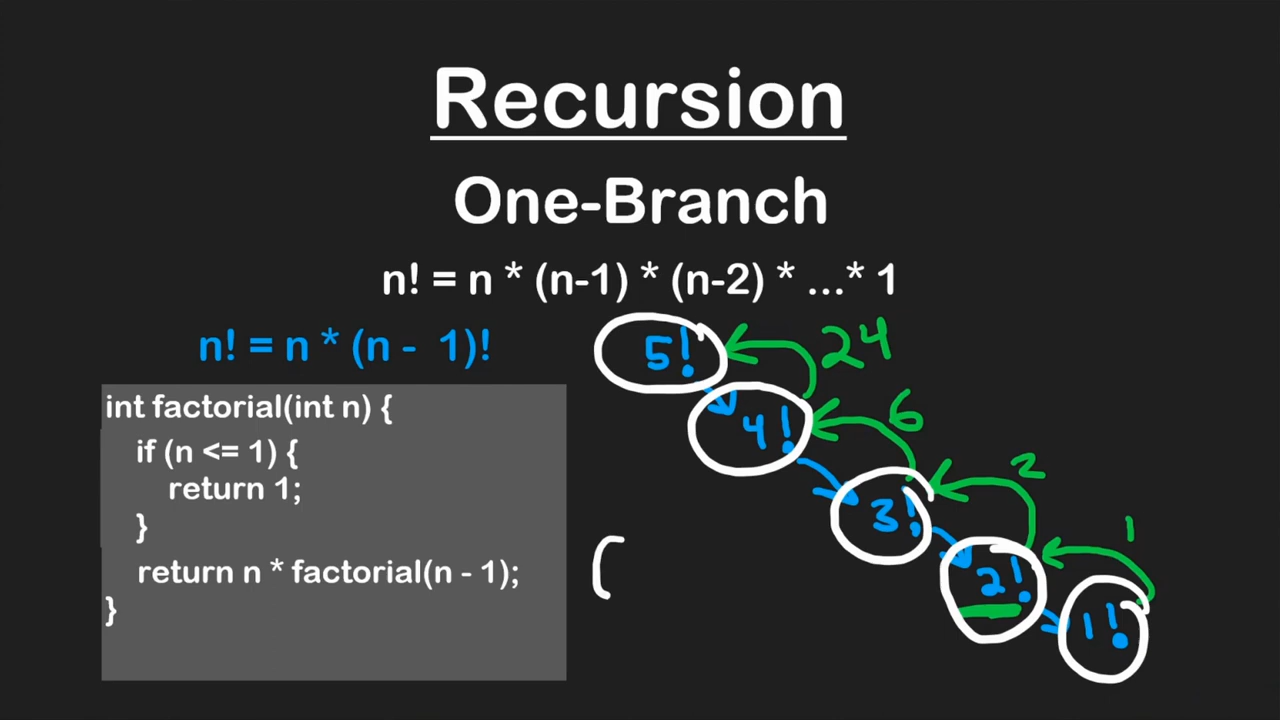 Recursion
One-Branch
n! = n * (n-1) * (n-2) * ...* 1
n! = n * (n - 1)!
int factorial(int n) {
if (n <= 1) {
return 1;
}
return n * factorial(n - 1);
}
5!
24
4!
6
3!
2
2!
1
1!
(